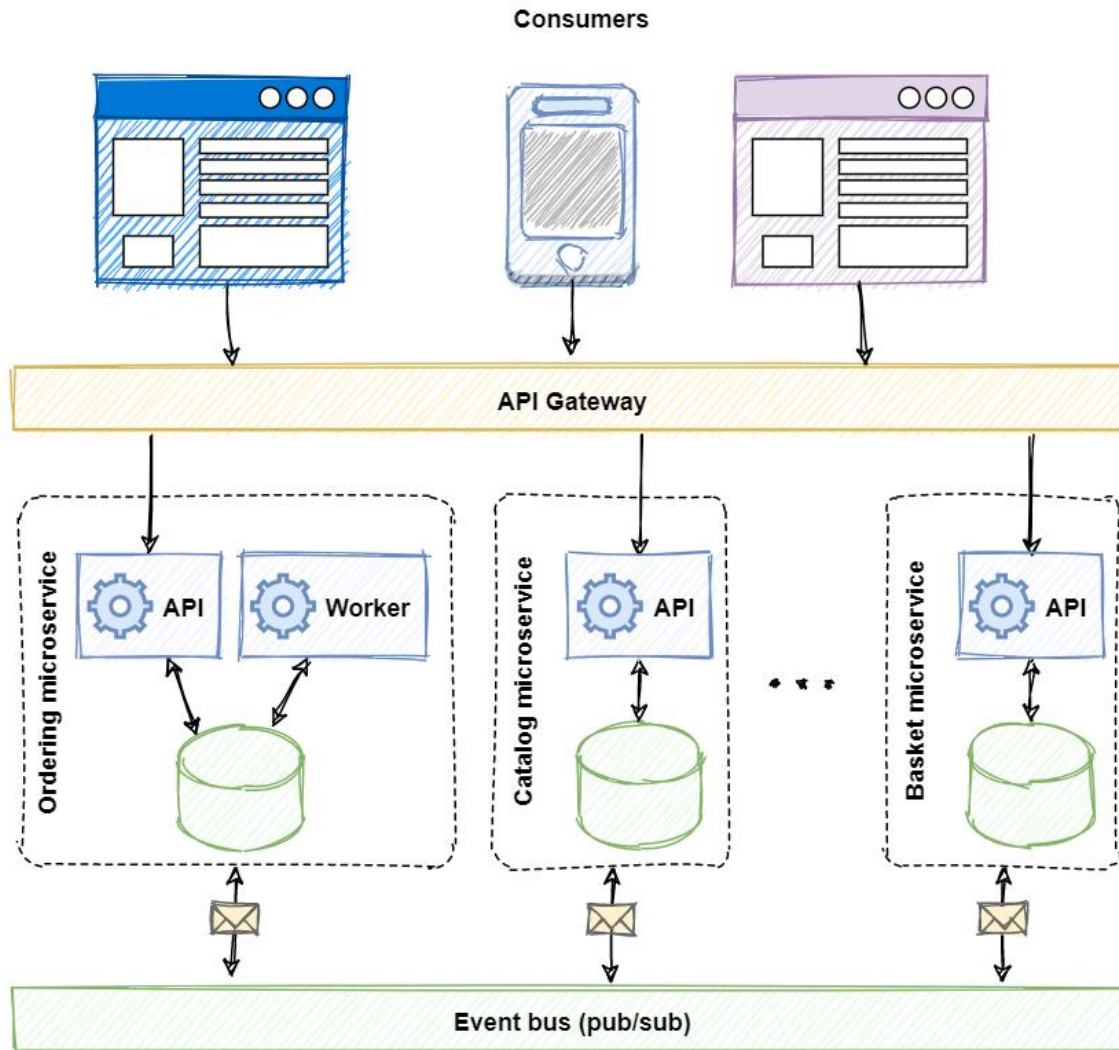 Consumers
API Gateway
Ordering microservice
API
Worker
Catalog microservice
API
Basket microservice
API
Event bus (pub/sub)